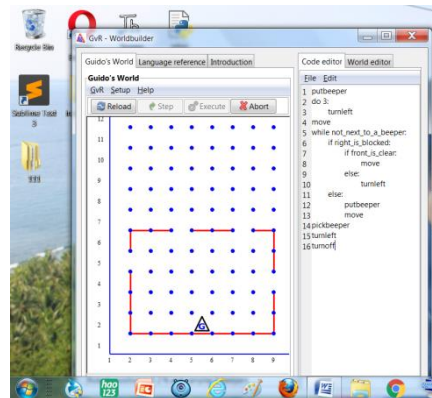 Recycle Bin
Sublime Text
3
GvR - Worldbuilder
Guido's World Language reference Introduction
Guido's World
GvR Setup Help
Reload Step Execute Abort
12
11
10
9
8
7
6
5
4
3
2
1
1 2 3 4 5 6 7 8 9
G
Code editor World editor
File Edit
1 putbeeper
2 do 3:
3 turnleft
4 move
5 while not_next_to_a_beeper:
6 if right_is_blocked:
7 if front_is_clear:
8 move
9 else:
10 turnleft
11 else:
12 putbeeper
13 move
14 pickbeeper
15 turnleft
16 turnoff
hao
123